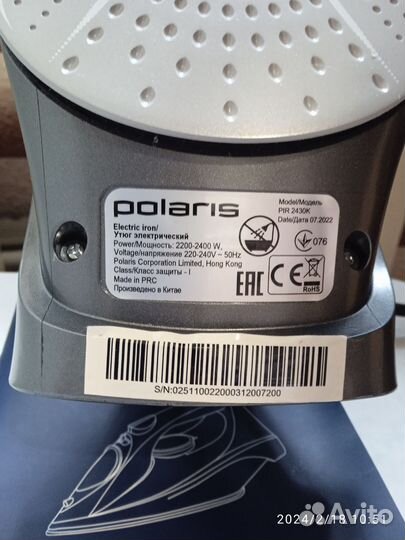 polaris
Electric iron/
Утюг электрический
Power/Мощность: 2200-2400 W,
Voltage/напряжение 220-240V ~ 50Hz
Polaris Corporation Limited, Hong Kong
Class/Класс защиты - I
Made in PRC
Произведено в Китае
Model/Модель
PIR 2430K
Date/Дата 07.2022
076
EAC CE RoHS
S/N:025110022000312007200
2024/2/18 10:51
Avito